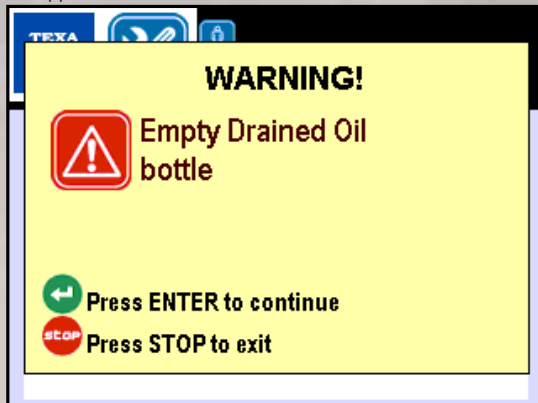 TEXA
WARNING!
Empty Drained Oil
bottle
Press ENTER to continue
stop Press STOP to exit